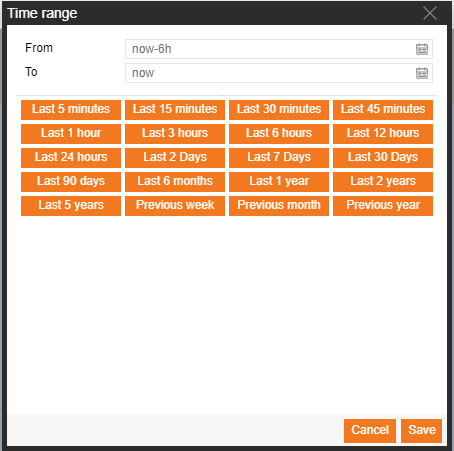 Time range
From now-6h
To now
Last 5 minutes Last 15 minutes Last 30 minutes Last 45 minutes
Last 1 hour Last 3 hours Last 6 hours Last 12 hours
Last 24 hours Last 2 Days Last 7 Days Last 30 Days
Last 90 days Last 6 months Last 1 year Last 2 years
Last 5 years Previous week Previous month Previous year
Cancel Save